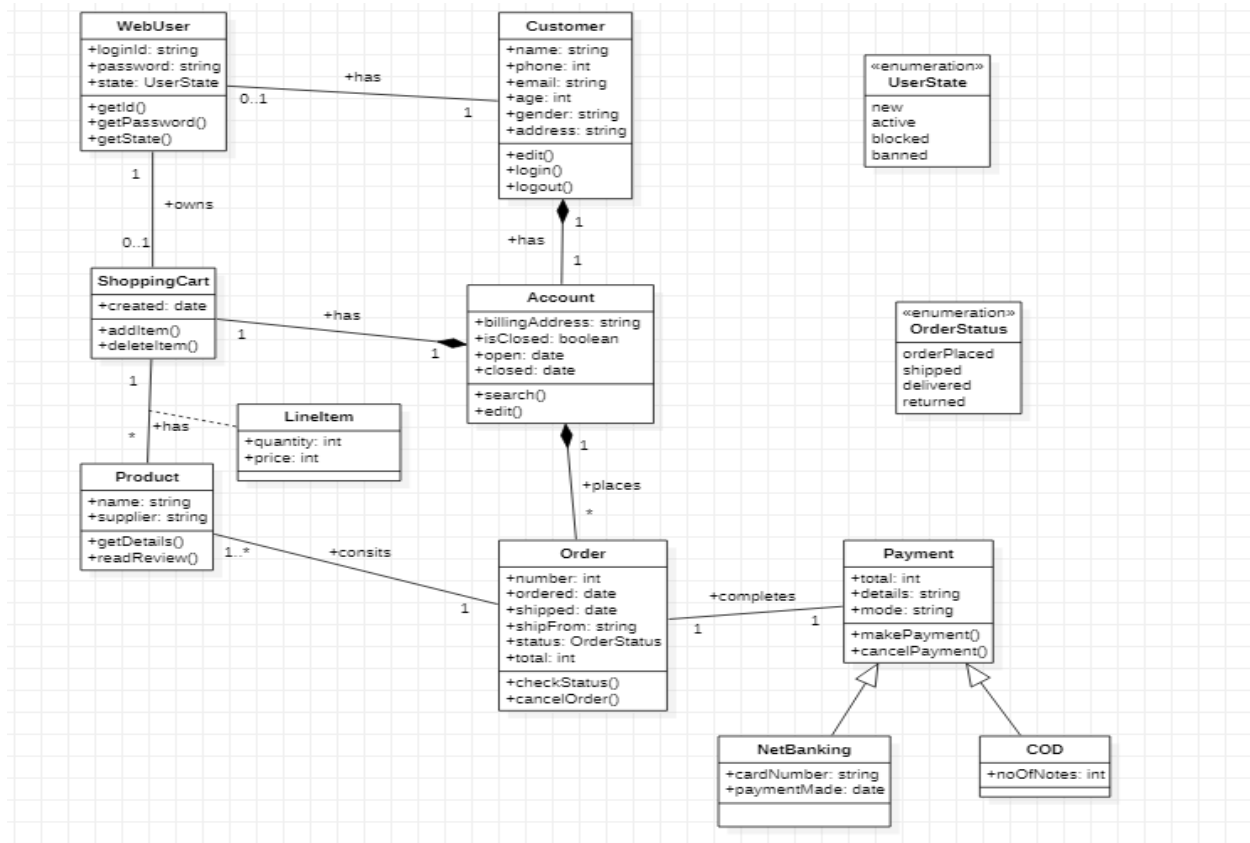 WebUser
+loginId: string
+password: string
+state: UserState
+getId()
+getPassword()
+getState()
+has
0..1
1
Customer
+name: string
+phone: int
+email: string
+age: int
+gender: string
+address: string
+edit()
+login()
+logout()
«enumeration»
UserState
new
active
blocked
banned
1
+owns
0..1
1
+has
1
ShoppingCart
+created: date
+addItem()
+deleteItem()
+has
1
1
Account
+billingAddress: string
+isClosed: boolean
+open: date
+closed: date
+search()
+edit()
«enumeration»
OrderStatus
orderPlaced
shipped
delivered
returned
1
+has
*
LineItem
+quantity: int
+price: int
1
+places
*
Product
+name: string
+supplier: string
+getDetails()
+readReview()
1..*
+consits
1
Order
+number: int
+ordered: date
+shipped: date
+shipFrom: string
+status: OrderStatus
+total: int
+checkStatus()
+cancelOrder()
+completes
1
1
Payment
+total: int
+details: string
+mode: string
+makePayment()
+cancelPayment()
NetBanking
+cardNumber: string
+paymentMade: date
COD
+noOfNotes: int